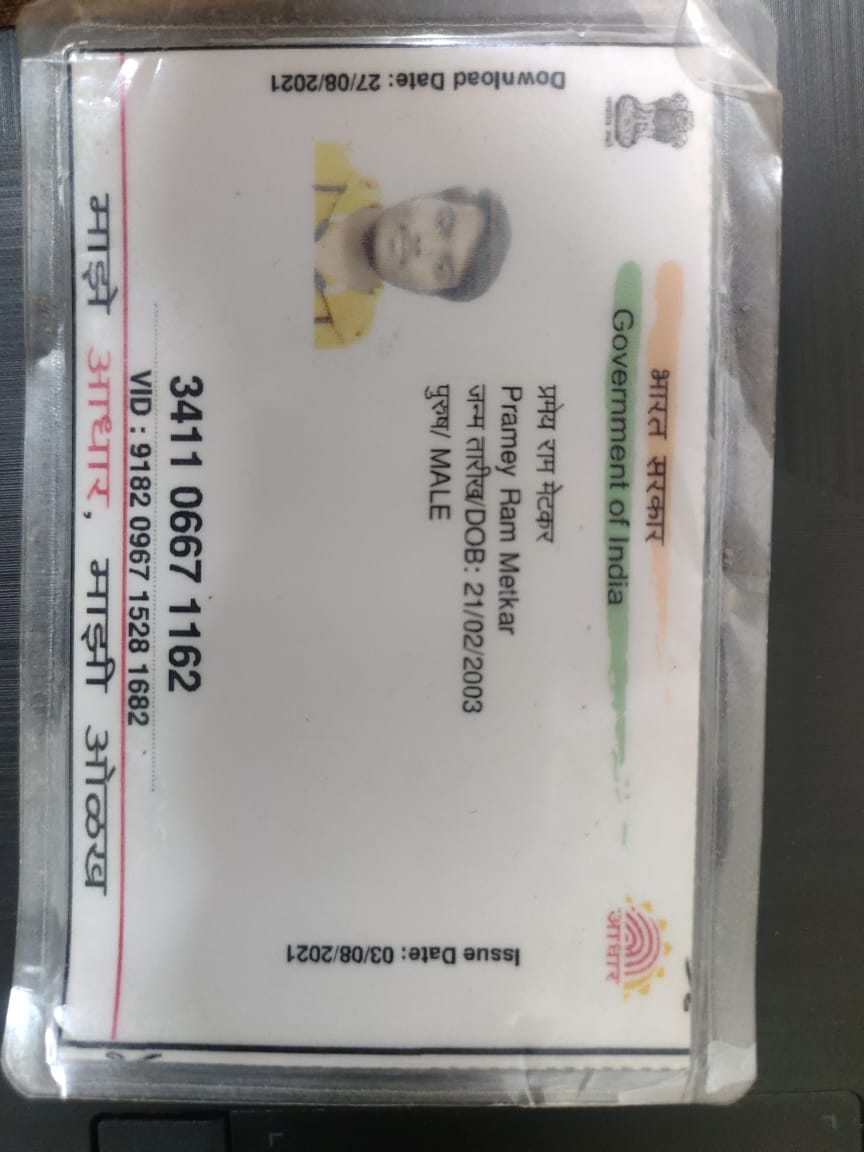 भारत सरकार
Government of India
Download Date: 27/08/2021
प्रमेय राम मेटकर
Pramey Ram Metkar
जन्म तारीख/DOB: 21/02/2003
पुरुष/ MALE
Issue Date: 03/08/2021
आधार
3411 0667 1162
VID : 9182 0967 1528 1682
माझे आधार, माझी ओळख